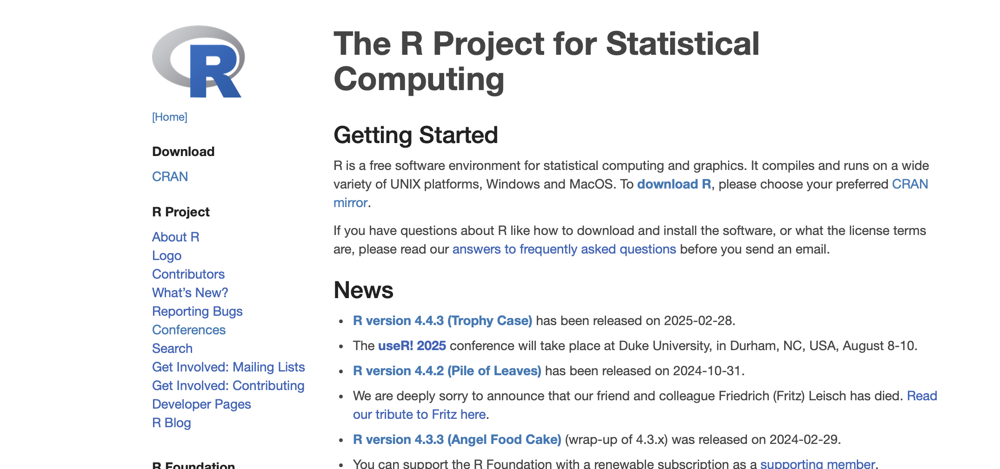 R
[Home]
Download
CRAN
R Project
About R
Logo
Contributors
What’s New?
Reporting Bugs
Conferences
Search
Get Involved: Mailing Lists
Get Involved: Contributing
Developer Pages
R Blog
R Foundation
The R Project for Statistical
Computing
Getting Started
R is a free software environment for statistical computing and graphics. It compiles and runs on a wide
variety of UNIX platforms, Windows and MacOS. To download R, please choose your preferred CRAN
mirror.
If you have questions about R like how to download and install the software, or what the license terms
are, please read our answers to frequently asked questions before you send an email.
News
• R version 4.4.3 (Trophy Case) has been released on 2025-02-28.
• The useR! 2025 conference will take place at Duke University, in Durham, NC, USA, August 8-10.
• R version 4.4.2 (Pile of Leaves) has been released on 2024-10-31.
• We are deeply sorry to announce that our friend and colleague Friedrich (Fritz) Leisch has died. Read
our tribute to Fritz here.
• R version 4.3.3 (Angel Food Cake) (wrap-up of 4.3.x) was released on 2024-02-29.
• You can support the R Foundation with a renewable subscription as a supporting member.